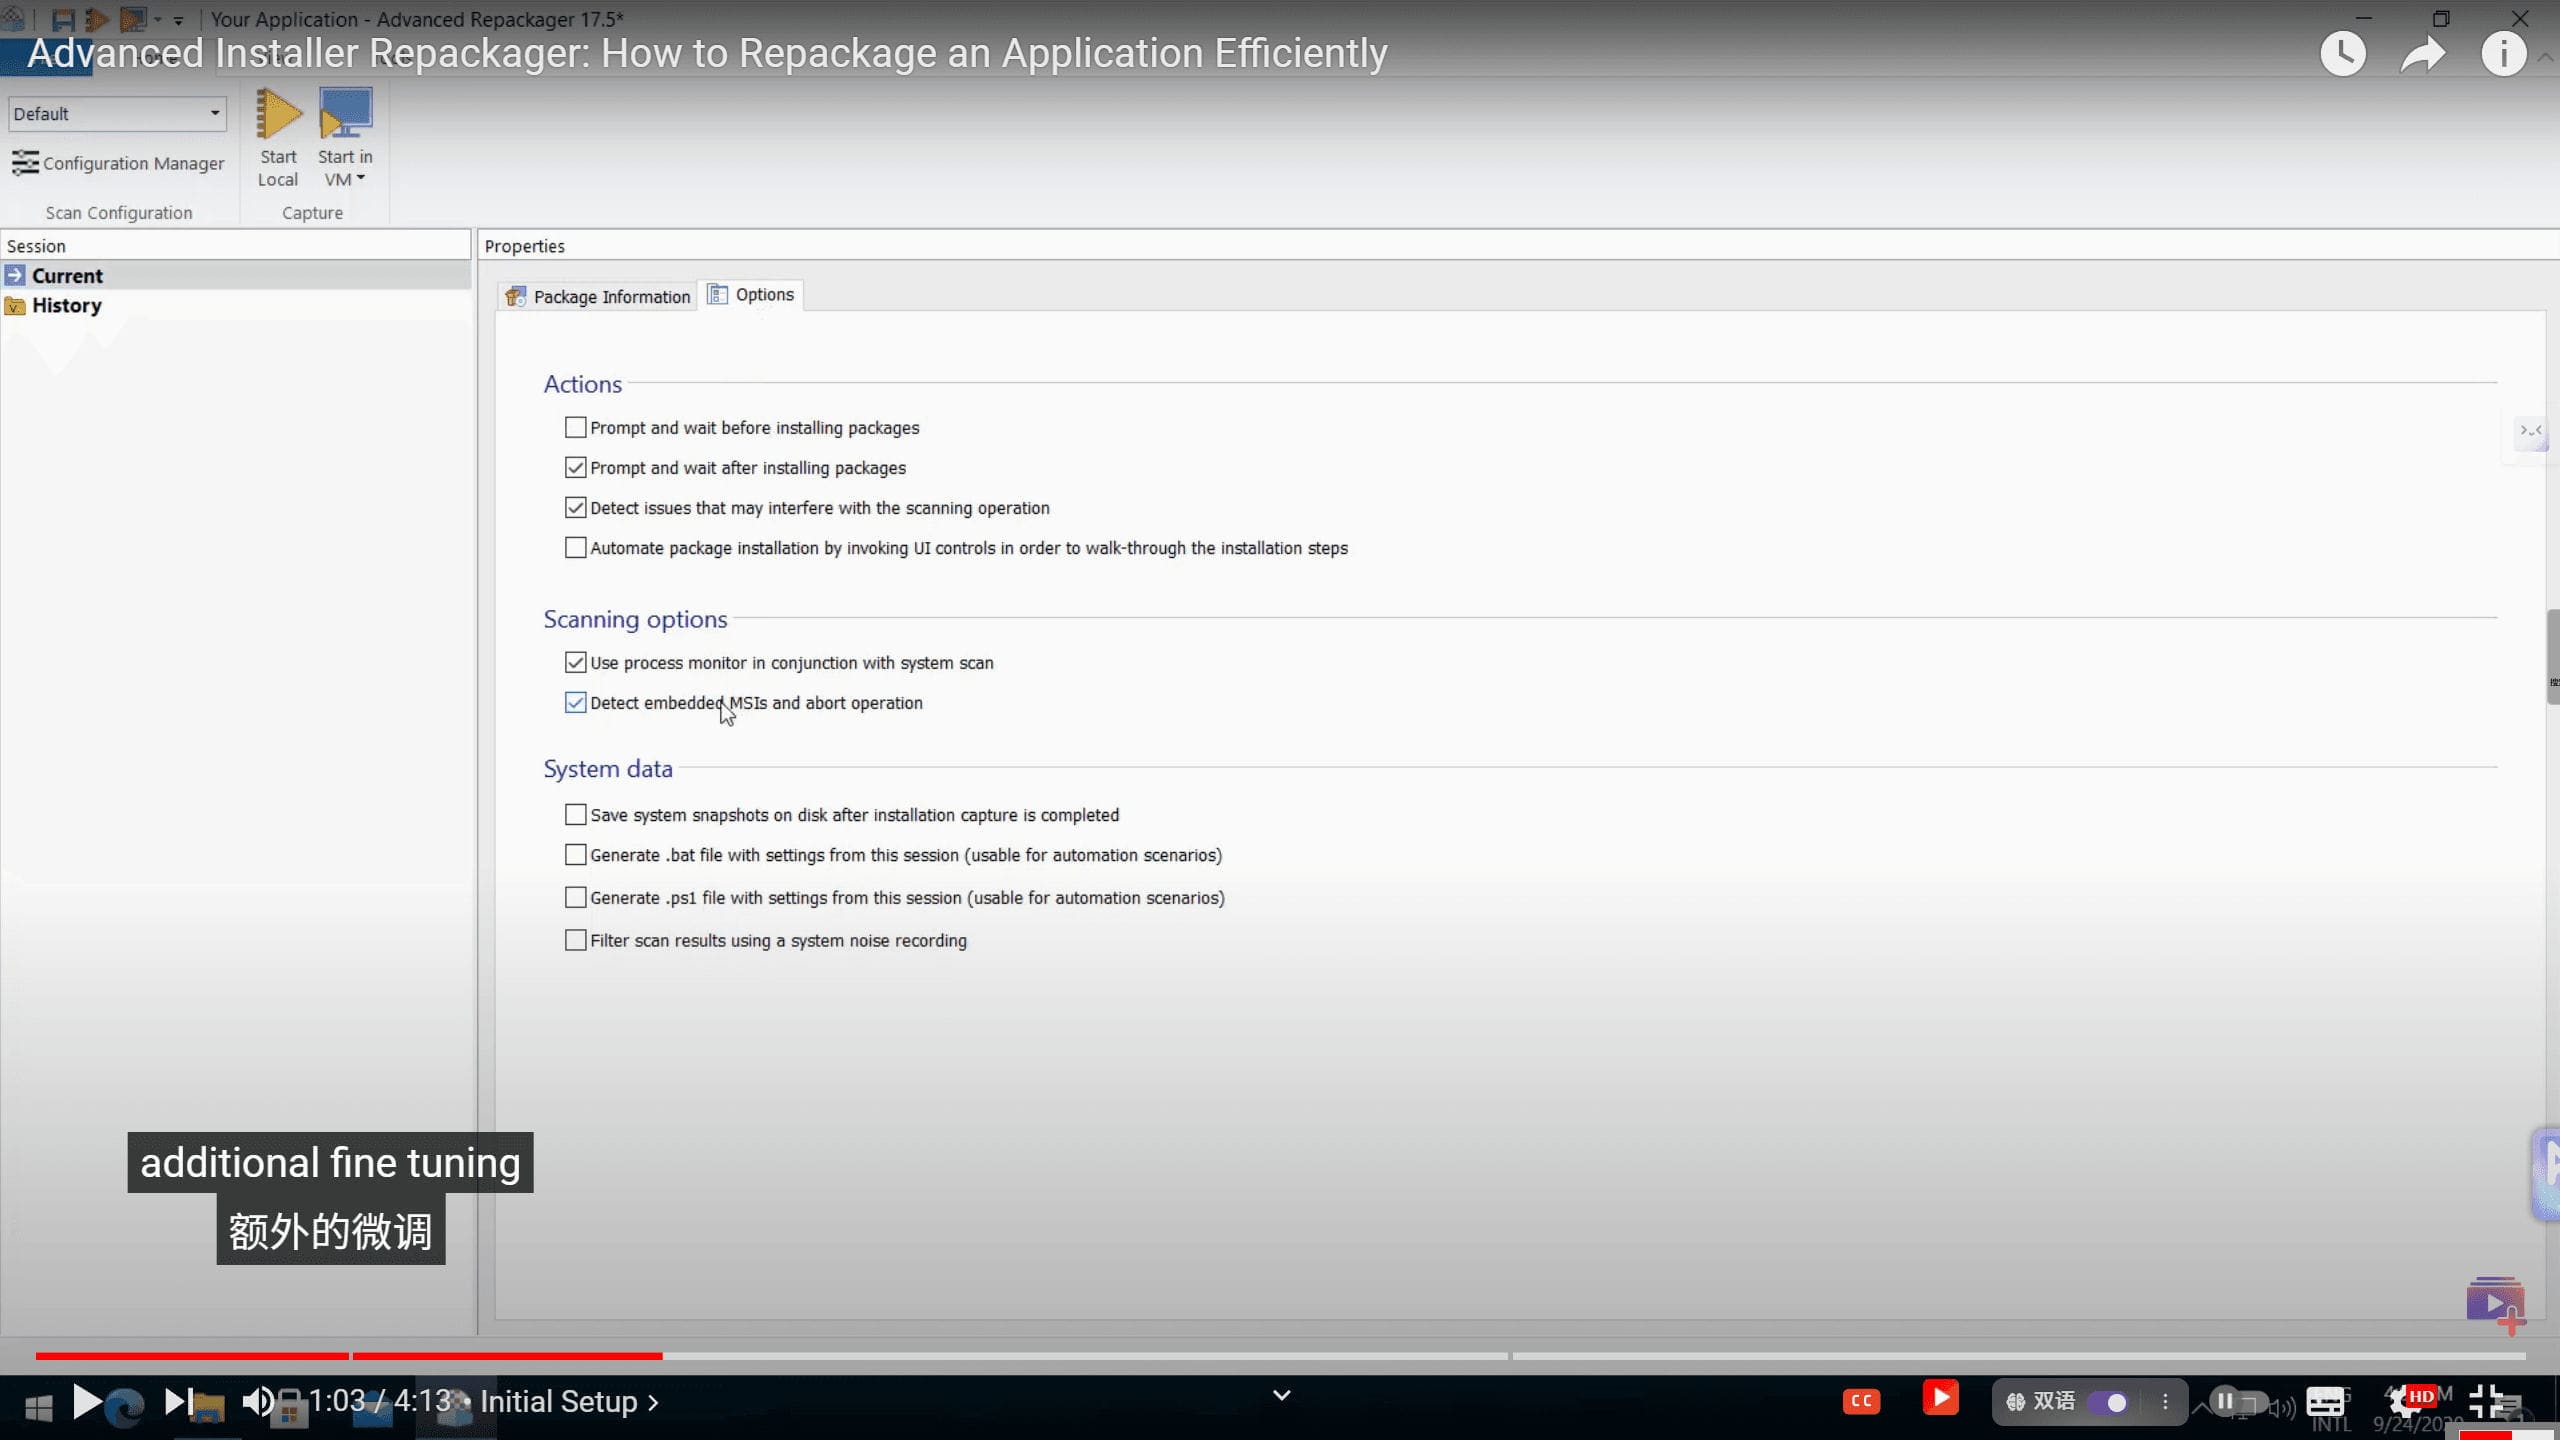 Your Application - Advanced Repackager 17.5*
Advanced Installer Repackager: How to Repackage an Application Efficiently
Default
Configuration Manager
Start Local
Start in VM
Scan Configuration
Capture
Session
Properties
Current
History
Package Information
Options
Actions
Prompt and wait before installing packages
Prompt and wait after installing packages
Detect issues that may interfere with the scanning operation
Automate package installation by invoking UI controls in order to walk-through the installation steps
Scanning options
Use process monitor in conjunction with system scan
Detect embedded MSIs and abort operation
System data
Save system snapshots on disk after installation capture is completed
Generate .bat file with settings from this session (usable for automation scenarios)
Generate .ps1 file with settings from this session (usable for automation scenarios)
Filter scan results using a system noise recording
additional fine tuning
额外的微调
1:03 / 4:13 • Initial Setup
CC
双语
HD
INTL